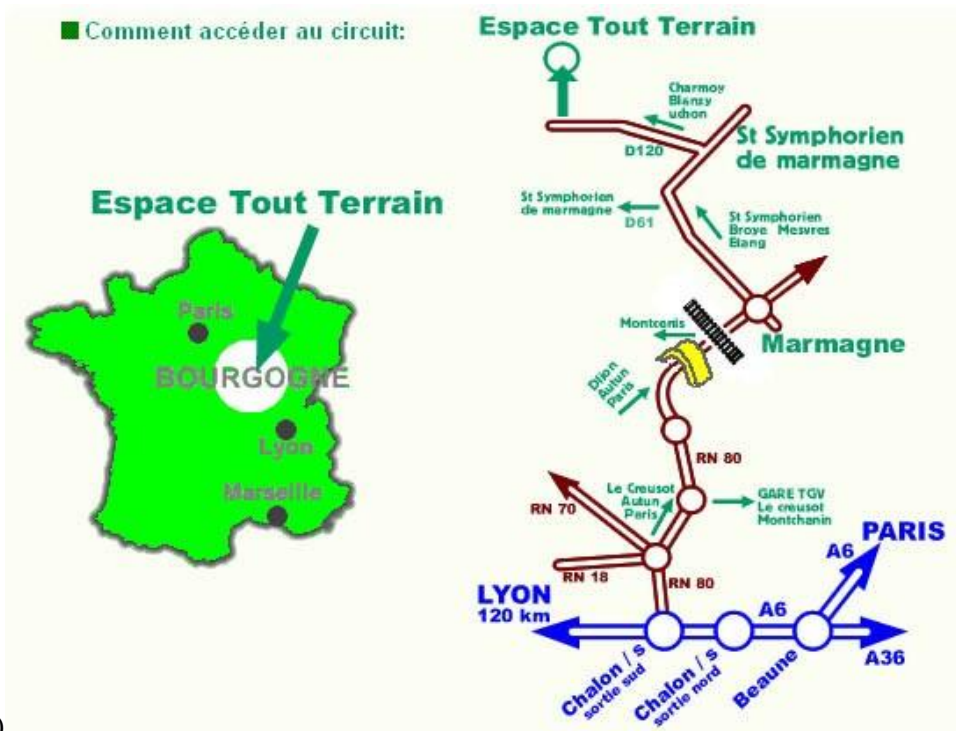 Comment accéder au circuit:
Espace Tout Terrain
Paris
BOURGOGNE
Lyon
Marseille
Espace Tout Terrain
Charmoy
Blanzy
uchon
D120
St Symphorien
de marmagne
St Symphorien
de marmagne
D61
St Symphorien
Broye Mesvres
Etang
Montcenis
Marmagne
Dijon
Autun
Paris
RN 80
Le Creusot
Autun
Paris
GARE TGV
Le creusot
Montchanin
RN 70
RN 18
RN 80
PARIS
A6
LYON
120 km
A6
A36
Chalon / s
sortie sud
Chalon / s
sortie nord
Beaune
)